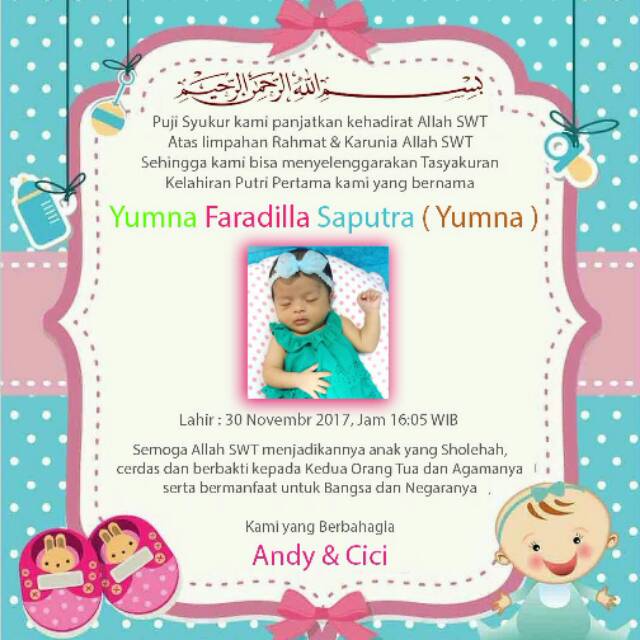 بسم الله الرحمن الرحيم
Puji Syukur kami panjatkan kehadirat Allah SWT
Atas limpahan Rahmat & Karunia Allah SWT
Sehingga kami bisa menyelenggarakan Tasyakuran
Kelahiran Putri Pertama kami yang bernama
Yumna Faradilla Saputra ( Yumna )
Lahir : 30 Novembr 2017, Jam 16:05 WIB
Semoga Allah SWT menjadikannya anak yang Sholehah,
cerdas dan berbakti kepada Kedua Orang Tua dan Agamanya
serta bermanfaat untuk Bangsa dan Negaranya ,
Kami yang Berbahagia
Andy & Cici